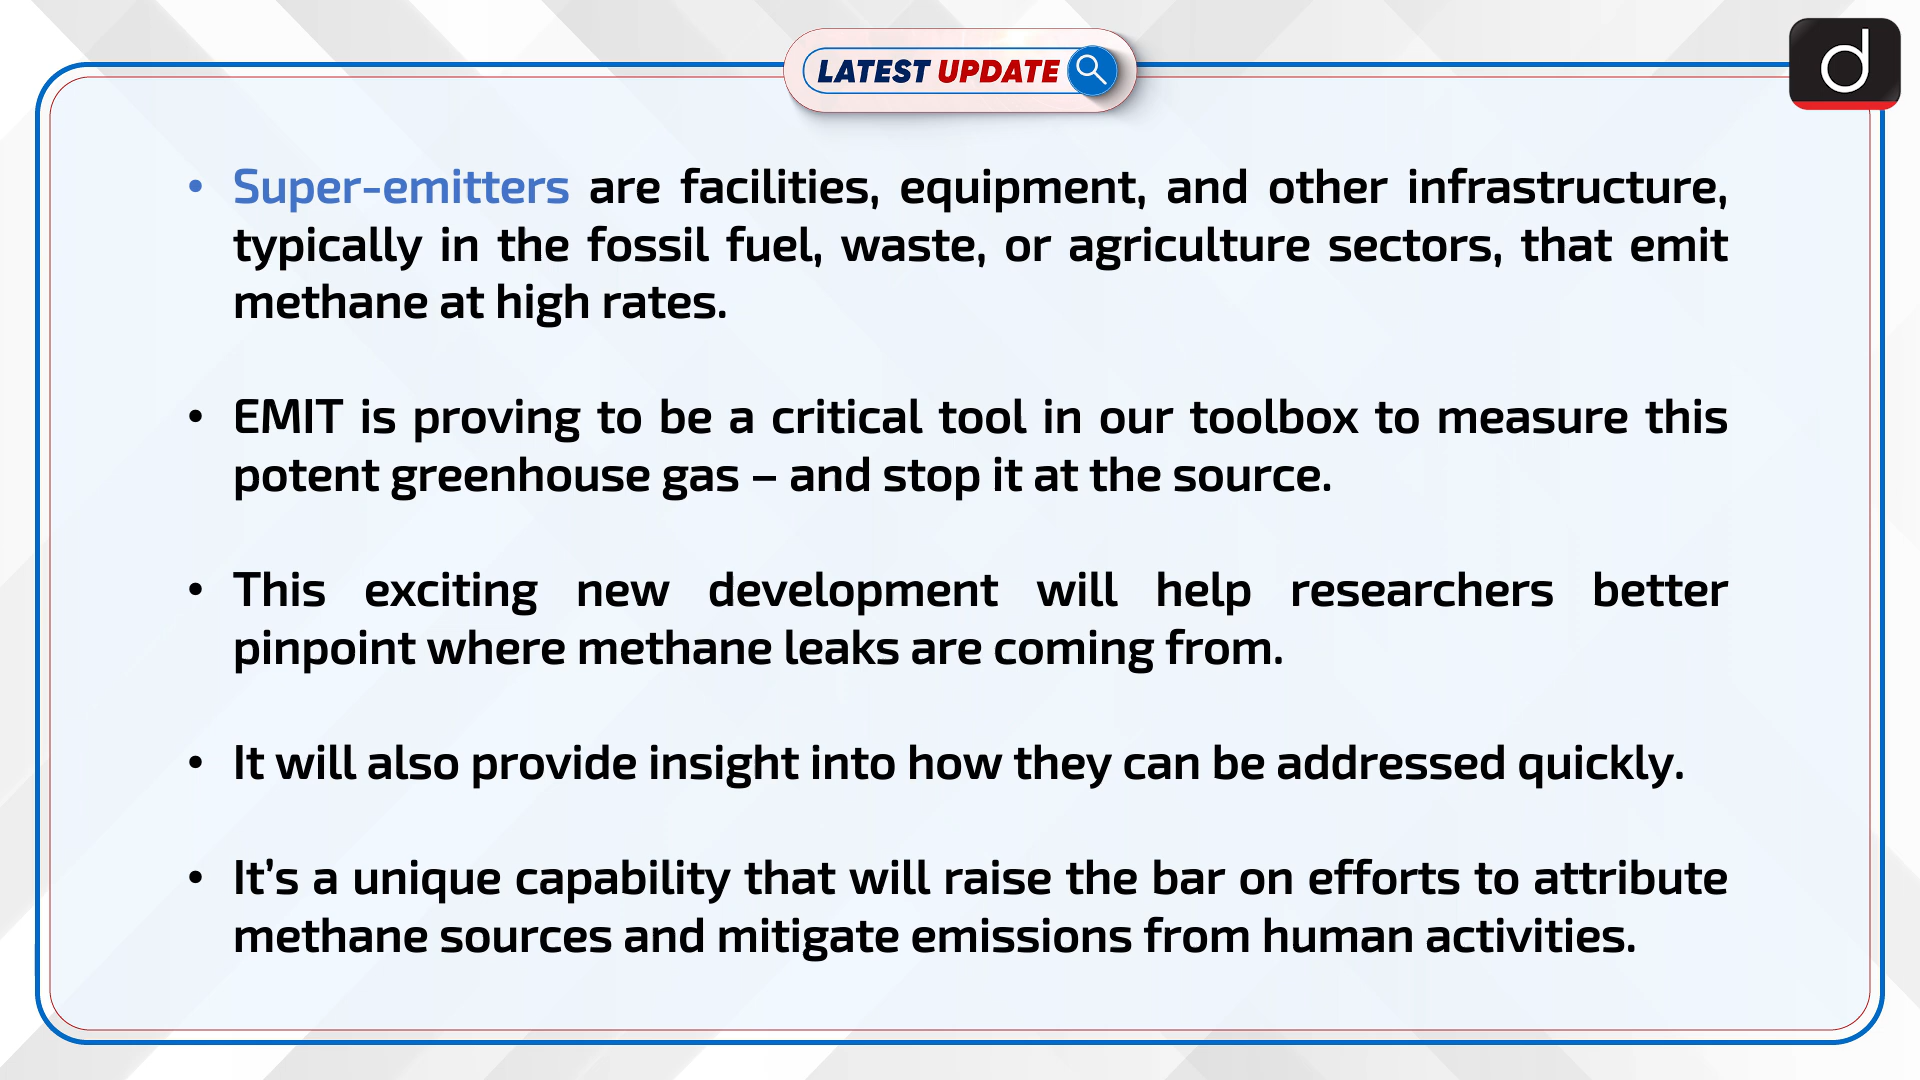 LATEST UPDATE
d
• Super-emitters are facilities, equipment, and other infrastructure,
typically in the fossil fuel, waste, or agriculture sectors, that emit
methane at high rates.
• EMIT is proving to be a critical tool in our toolbox to measure this
potent greenhouse gas – and stop it at the source.
• This exciting new development will help researchers better
pinpoint where methane leaks are coming from.
• It will also provide insight into how they can be addressed quickly.
• It’s a unique capability that will raise the bar on efforts to attribute
methane sources and mitigate emissions from human activities.